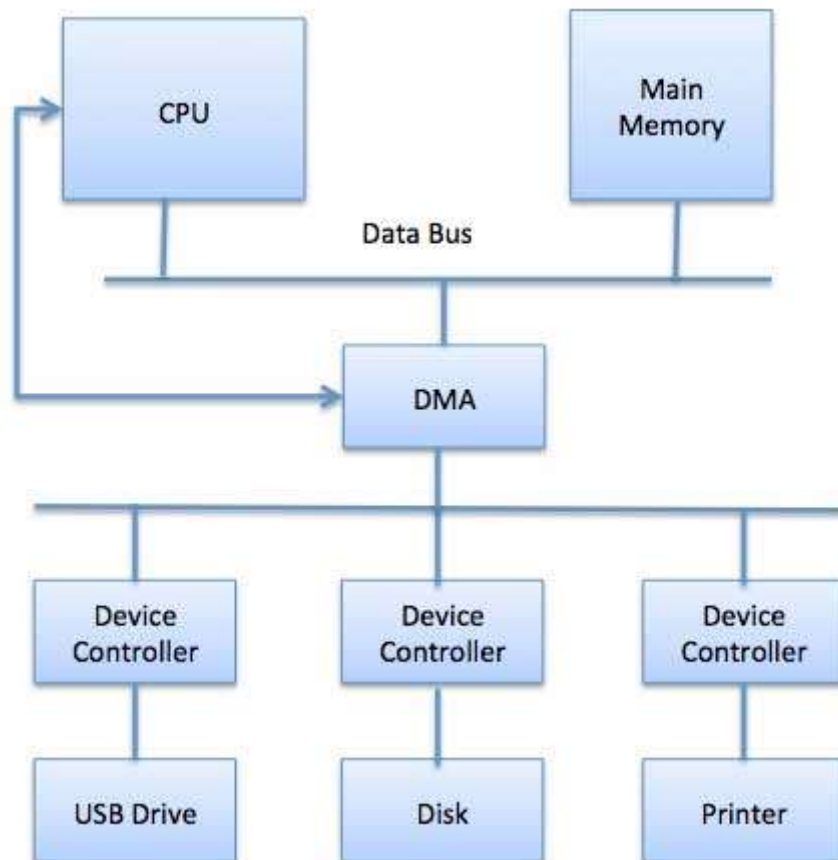 CPU
Main
Memory
Data Bus
DMA
Device
Controller
Device
Controller
Device
Controller
USB Drive
Disk
Printer